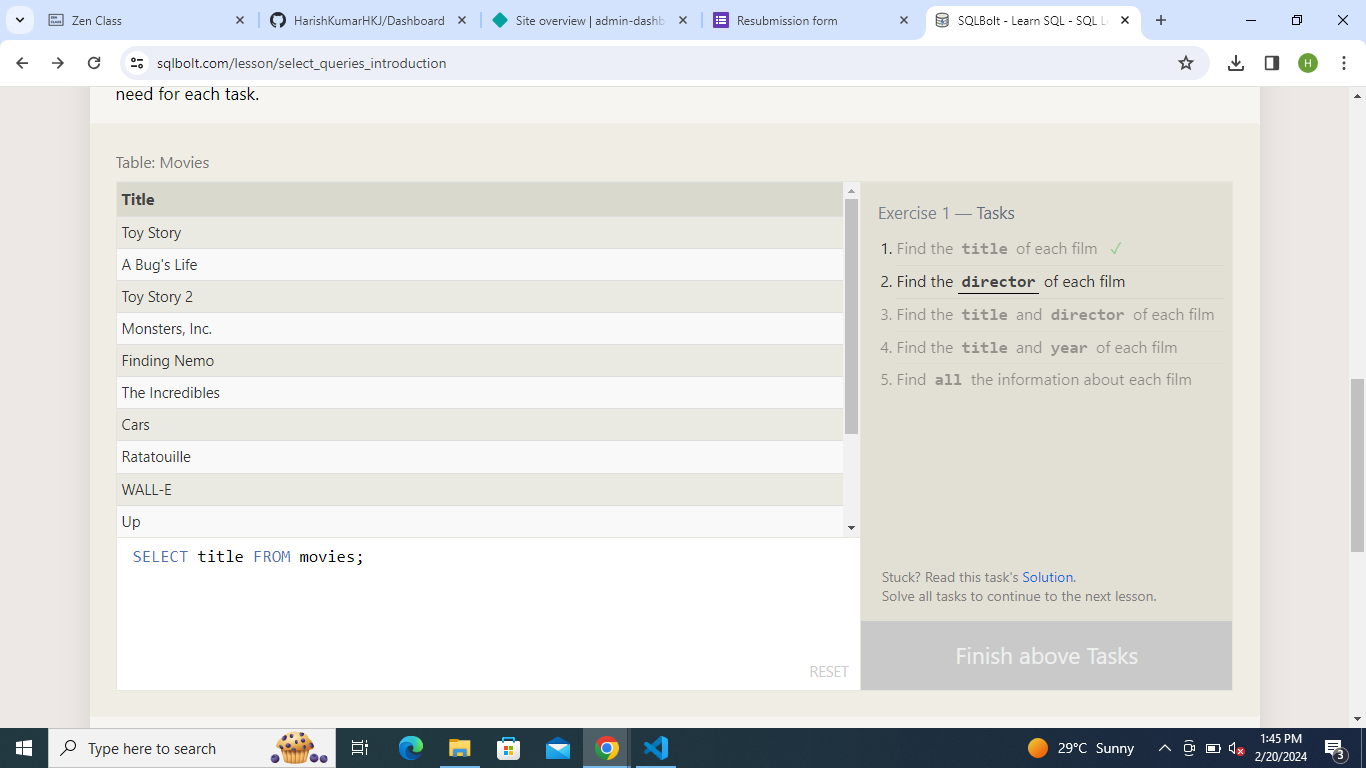 Zen Class
HarishKumarHKJ/Dashboard
Site overview | admin-dashb
Resubmission form
SQLBolt - Learn SQL - SQL Le
sqlbolt.com/lesson/select_queries_introduction
H
need for each task.
Table: Movies
Title
Toy Story
A Bug's Life
Toy Story 2
Monsters, Inc.
Finding Nemo
The Incredibles
Cars
Ratatouille
WALL-E
Up
SELECT title FROM movies;
RESET
Exercise 1 — Tasks
1. Find the title of each film ✓
2. Find the director of each film
3. Find the title and director of each film
4. Find the title and year of each film
5. Find all the information about each film
Stuck? Read this task's Solution.
Solve all tasks to continue to the next lesson.
Finish above Tasks
Type here to search
29°C Sunny
1:45 PM
2/20/2024
3